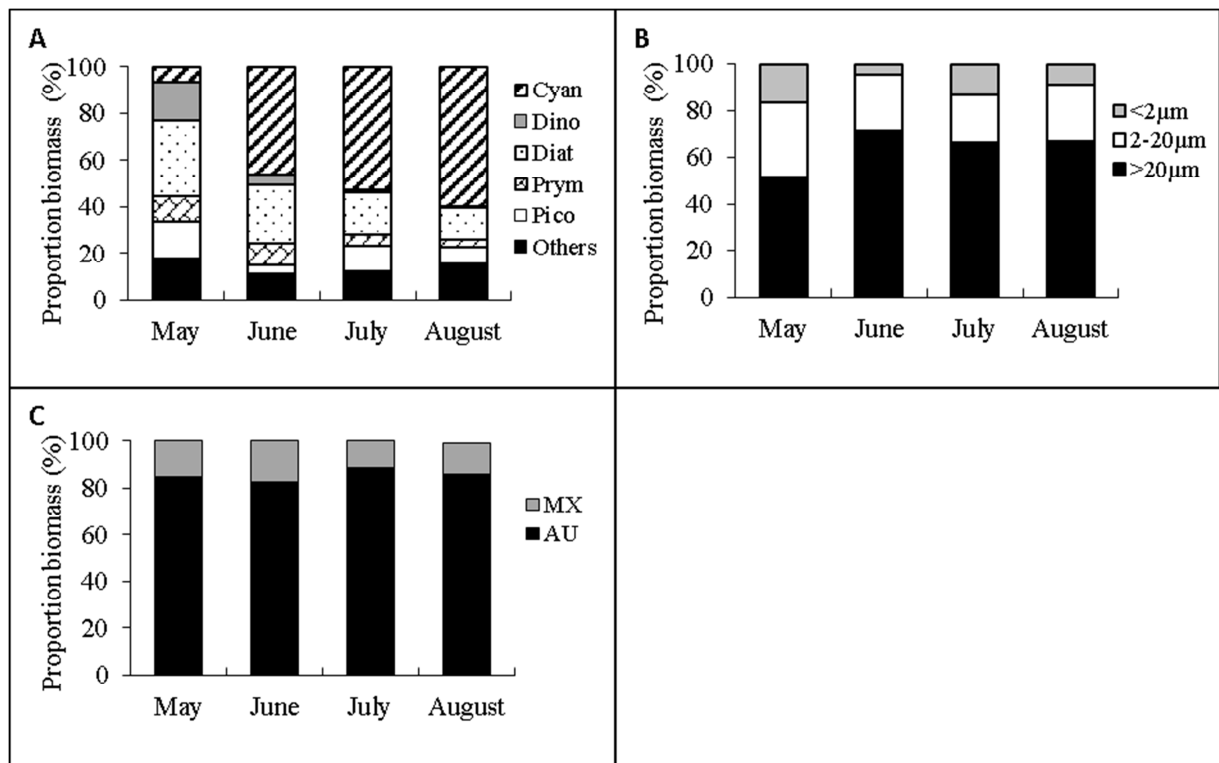 A
Proportion biomass (%)
100
80
60
40
20
0
May June July August
Cyan
Dino
Diat
Prym
Pico
Others
B
Proportion biomass (%)
100
80
60
40
20
0
May June July August
<2µm
2-20µm
>20µm
C
Proportion biomass (%)
100
80
60
40
20
0
May June July August
MX
AU